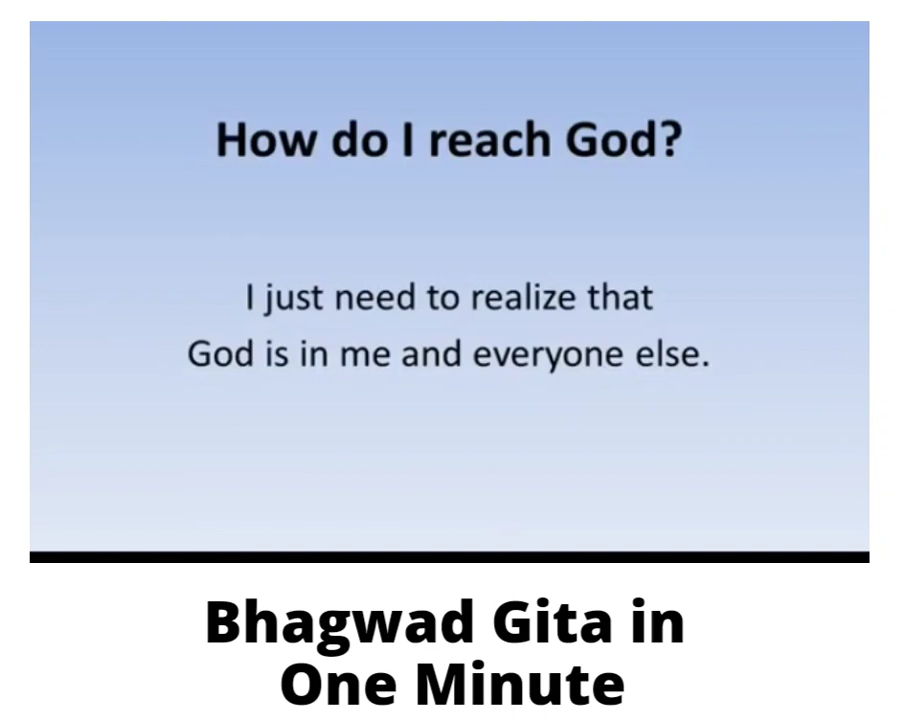 How do I reach God?
I just need to realize that
God is in me and everyone else.
Bhagwad Gita in
One Minute